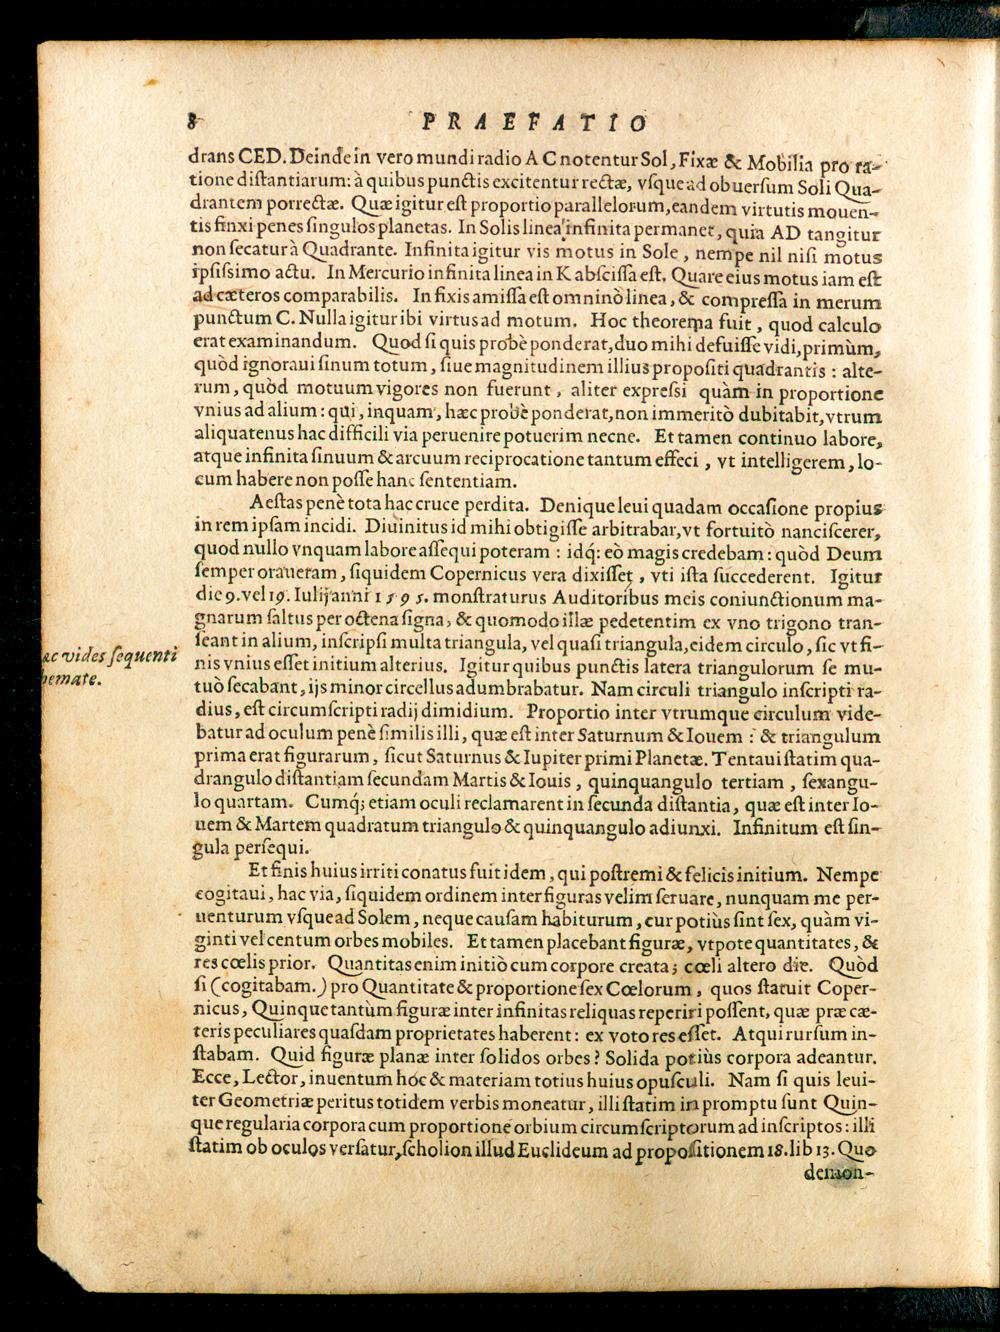 8 PRAEFATIO
drans CED. Deinde in vero mundi radio A C notentur Sol, Fixæ & Mobilia pro ra-
tione diſtantiarum: à quibus punctis excitentur rectæ, vſque ad obuerſum Soli Qua-
drantem porrectæ. Quæ igitur eſt proportio parallelorum, eandem virtutis mouen-
tis finxi penes ſingulos planetas. In Solis linea infinita permanet, quia AD tangitur
non ſecatur à Quadrante. Infinita igitur vis motus in Sole, nempe nil niſi motus
ipſiſsimo actu. In Mercurio infinita linea in K abſciſſa eſt. Quare eius motus iam eſt
ad cæteros comparabilis. In fixis amiſſa eſt omninò linea, & compreſſa in merum
punctum C. Nulla igitur ibi virtus ad motum. Hoc theorema fuit, quod calculo
erat examinandum. Quod ſi quis probè ponderat, duo mihi defuiſſe vidi, primùm,
quòd ignoraui ſinum totum, ſiue magnitudinem illius propoſiti quadrantis: alte-
rum, quòd motuum vigores non fuerunt, aliter expreſsi quàm in proportione
vnius ad alium: qui, inquam, hæc probè ponderat, non immeritò dubitabit, vtrum
aliquatenus hac difficili via peruenire potuerim necne. Et tamen continuo labore,
atque infinita ſinuum & arcuum reciprocatione tantum effeci, vt intelligerem, lo-
cum habere non poſſe hanc ſententiam.
Aeſtas penè tota hac cruce perdita. Denique leui quadam occaſione propius
in rem ipſam incidi. Diuinitus id mihi obtigiſſe arbitrabar, vt fortuitò nanciſcerer,
quod nullo vnquam labore aſſequi poteram: idq́; eò magis credebam: quòd Deum
ſemper oraueram, ſiquidem Copernicus vera dixiſſet, vti iſta ſuccederent. Igitur
die 9. vel 19. Iulij anni 1595. monſtraturus Auditoribus meis coniunctionum ma-
gnarum ſaltus per octena ſigna, & quomodo illæ pedetentim ex vno trigono tran-
ſeant in alium, inſcripſi multa triangula, vel quaſi triangula, eidem circulo, ſic vt fi-
ac vides ſequenti
nis vnius eſſet initium alterius. Igitur quibus punctis latera triangulorum ſe mu-
hemate.
tuò ſecabant, ijs minor circellus adumbrabatur. Nam circuli triangulo inſcripti ra-
dius, eſt circumſcripti radij dimidium. Proportio inter vtrumque circulum vide-
batur ad oculum penè ſimilis illi, quæ eſt inter Saturnum & Iouem: & triangulum
prima erat figurarum, ſicut Saturnus & Iupiter primi Planetæ. Tentaui ſtatim qua-
drangulo diſtantiam ſecundam Martis & Iouis, quinquangulo tertiam, ſexangu-
lo quartam. Cumq́; etiam oculi reclamarent in ſecunda diſtantia, quæ eſt inter Io-
uem & Martem quadratum triangulo & quinquangulo adiunxi. Infinitum eſt ſin-
gula perſequi.
Et finis huius irriti conatus fuit idem, qui poſtremi & felicis initium. Nempe
cogitaui, hac via, ſiquidem ordinem inter figuras velim ſeruare, nunquam me per-
uenturum vſque ad Solem, neque cauſam habiturum, cur potiùs ſint ſex, quàm vi-
ginti vel centum orbes mobiles. Et tamen placebant figuræ, vtpote quantitates, &
res cœlis prior. Quantitas enim initiò cum corpore creata; cœli altero die. Quòd
ſi (cogitabam.) pro Quantitate & proportione ſex Cœlorum, quos ſtatuit Coper-
nicus, Quinque tantùm figuræ inter infinitas reliquas reperiri poſſent, quæ præ cæ-
teris peculiares quaſdam proprietates haberent: ex voto res eſſet. Atqui rurſum in-
ſtabam. Quid figuræ planæ inter ſolidos orbes? Solida potiùs corpora adeantur.
Ecce, Lector, inuentum hoc & materiam totius huius opuſculi. Nam ſi quis leui-
ter Geometriæ peritus totidem verbis moneatur, illi ſtatim in promptu ſunt Quin-
que regularia corpora cum proportione orbium circumſcriptorum ad inſcriptos: illi
ſtatim ob oculos verſatur, ſcholion illud Euclideum ad propoſitionem 18. lib 13. Quo
demon-